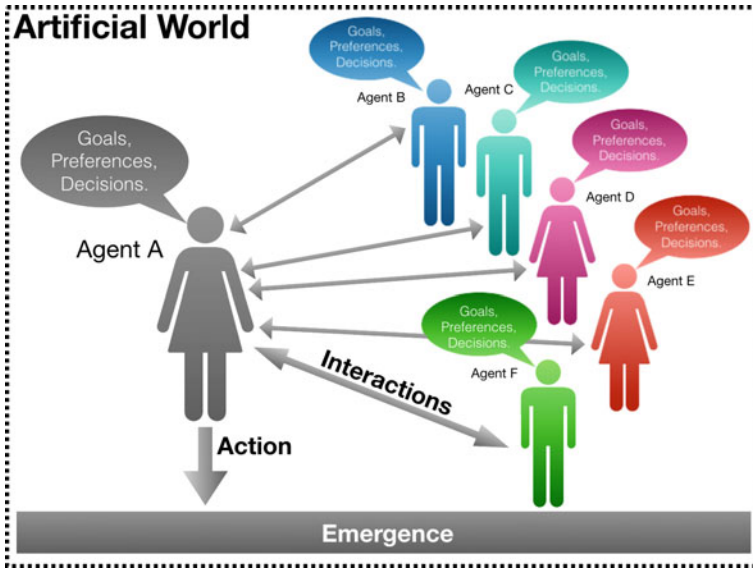 Artificial World
Goals,
Preferences,
Decisions.
Agent A
Goals,
Preferences,
Decisions.
Agent B
Goals,
Preferences,
Decisions.
Agent C
Goals,
Preferences,
Decisions.
Agent D
Goals,
Preferences,
Decisions.
Agent E
Goals,
Preferences,
Decisions.
Agent F
Interactions
Action
Emergence